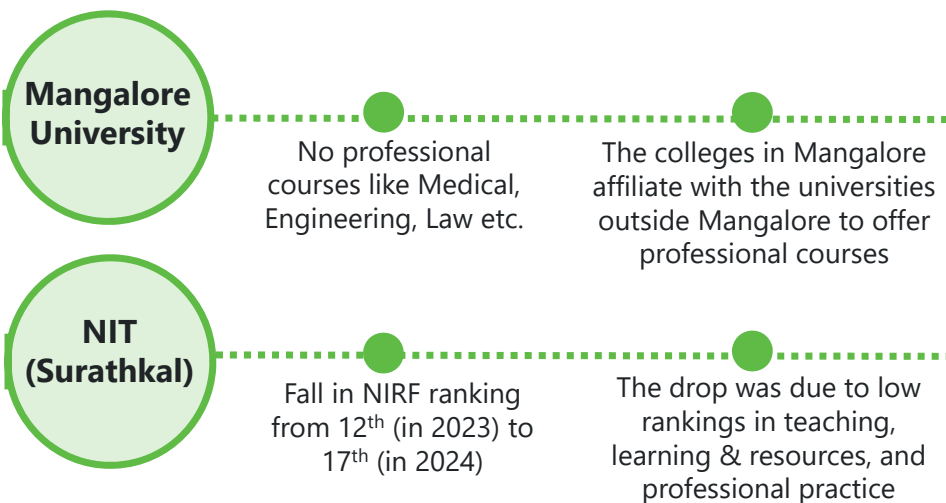 Mangalore
University
No professional
courses like Medical,
Engineering, Law etc.
The colleges in Mangalore
affiliate with the universities
outside Mangalore to offer
professional courses
NIT
(Surathkal)
Fall in NIRF ranking
from 12th (in 2023) to
17th (in 2024)
The drop was due to low
rankings in teaching,
learning & resources, and
professional practice